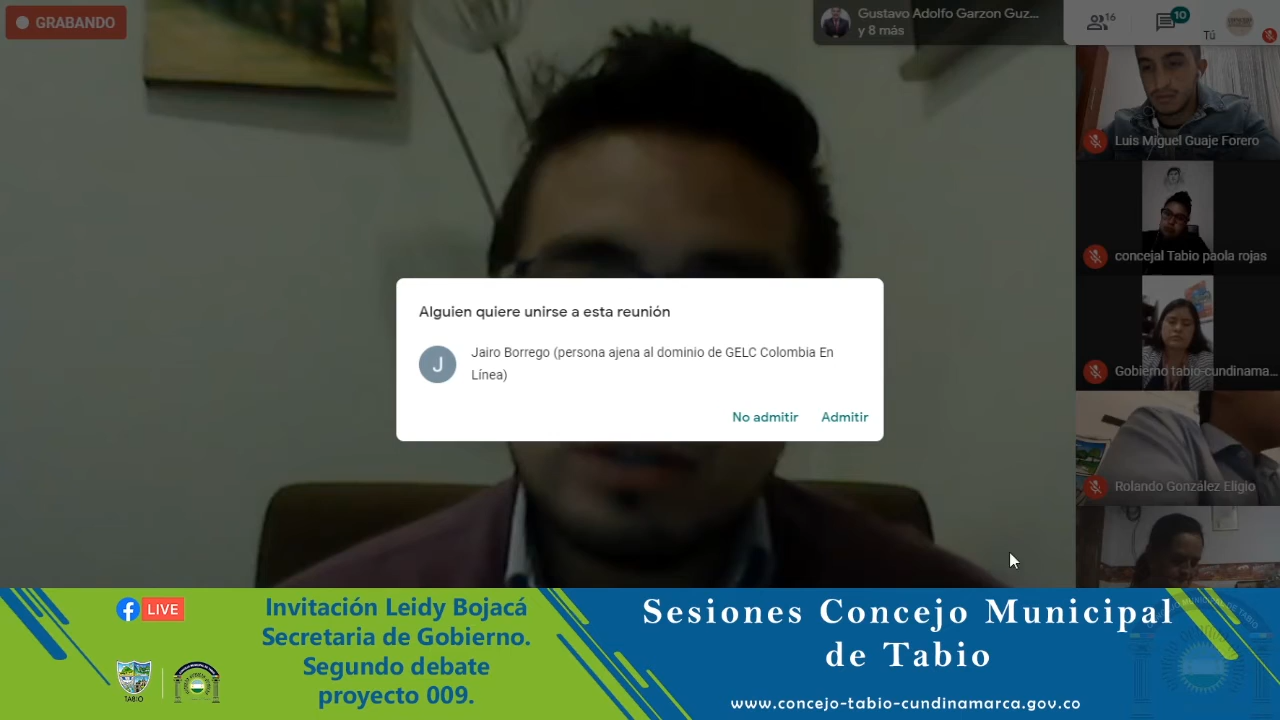 GRABANDO
Gustavo Adolfo Garzon Guz...
y 8 más
16
10
Tú
Luis Miguel Guaje Forero
concejal Tabio paola rojas
Gobierno tabio-cundinama...
Rolando González Eligio
Alguien quiere unirse a esta reunión
J
Jairo Borrego (persona ajena al dominio de GELC Colombia En
Línea)
No admitir
Admitir
LIVE
TABIO
Invitación Leidy Bojacá
Secretaria de Gobierno.
Segundo debate
proyecto 009.
Sesiones Concejo Municipal
de Tabio
www.concejo-tabio-cundinamarca.gov.co